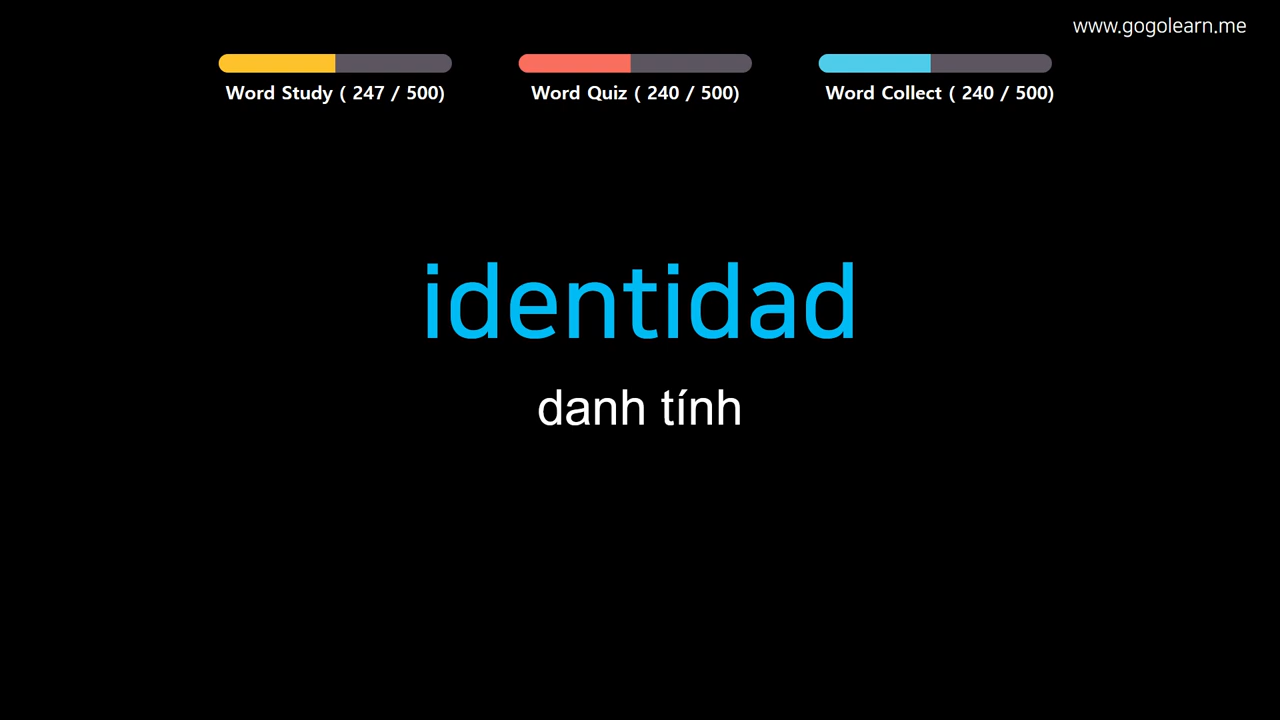 www.gogolearn.me
Word Study ( 247 / 500)
Word Quiz ( 240 / 500)
Word Collect ( 240 / 500)
identidad
danh tính